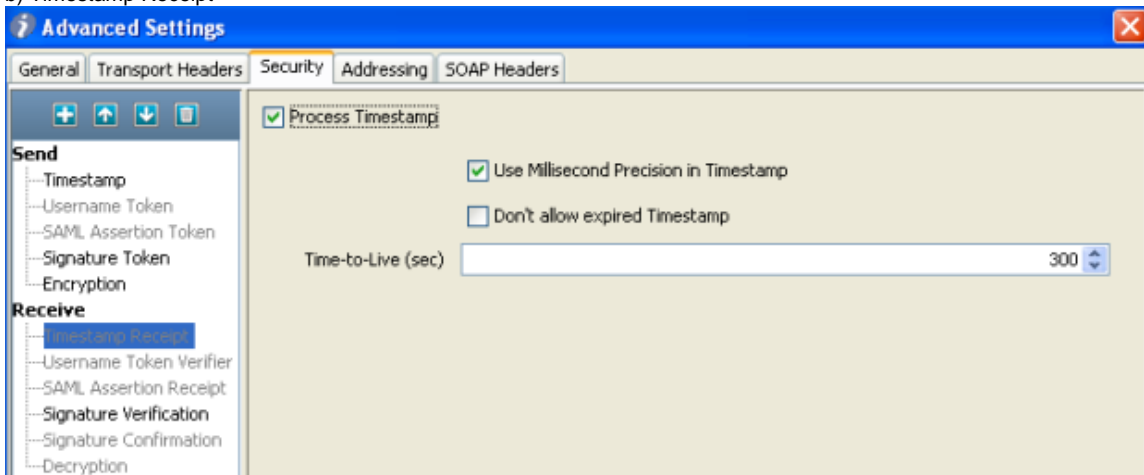 b) Timestamp Receipt
Advanced Settings
General Transport Headers Security Addressing SOAP Headers
Process Timestamp
Send
Use Millisecond Precision in Timestamp
Timestamp
Username Token
Don't allow expired Timestamp
SAML Assertion Token
Signature Token
Time-to-Live (sec) 300
Encryption
Receive
Timestamp Receipt
Username Token Verifier
SAML Assertion Receipt
Signature Verification
Signature Confirmation
Decryption